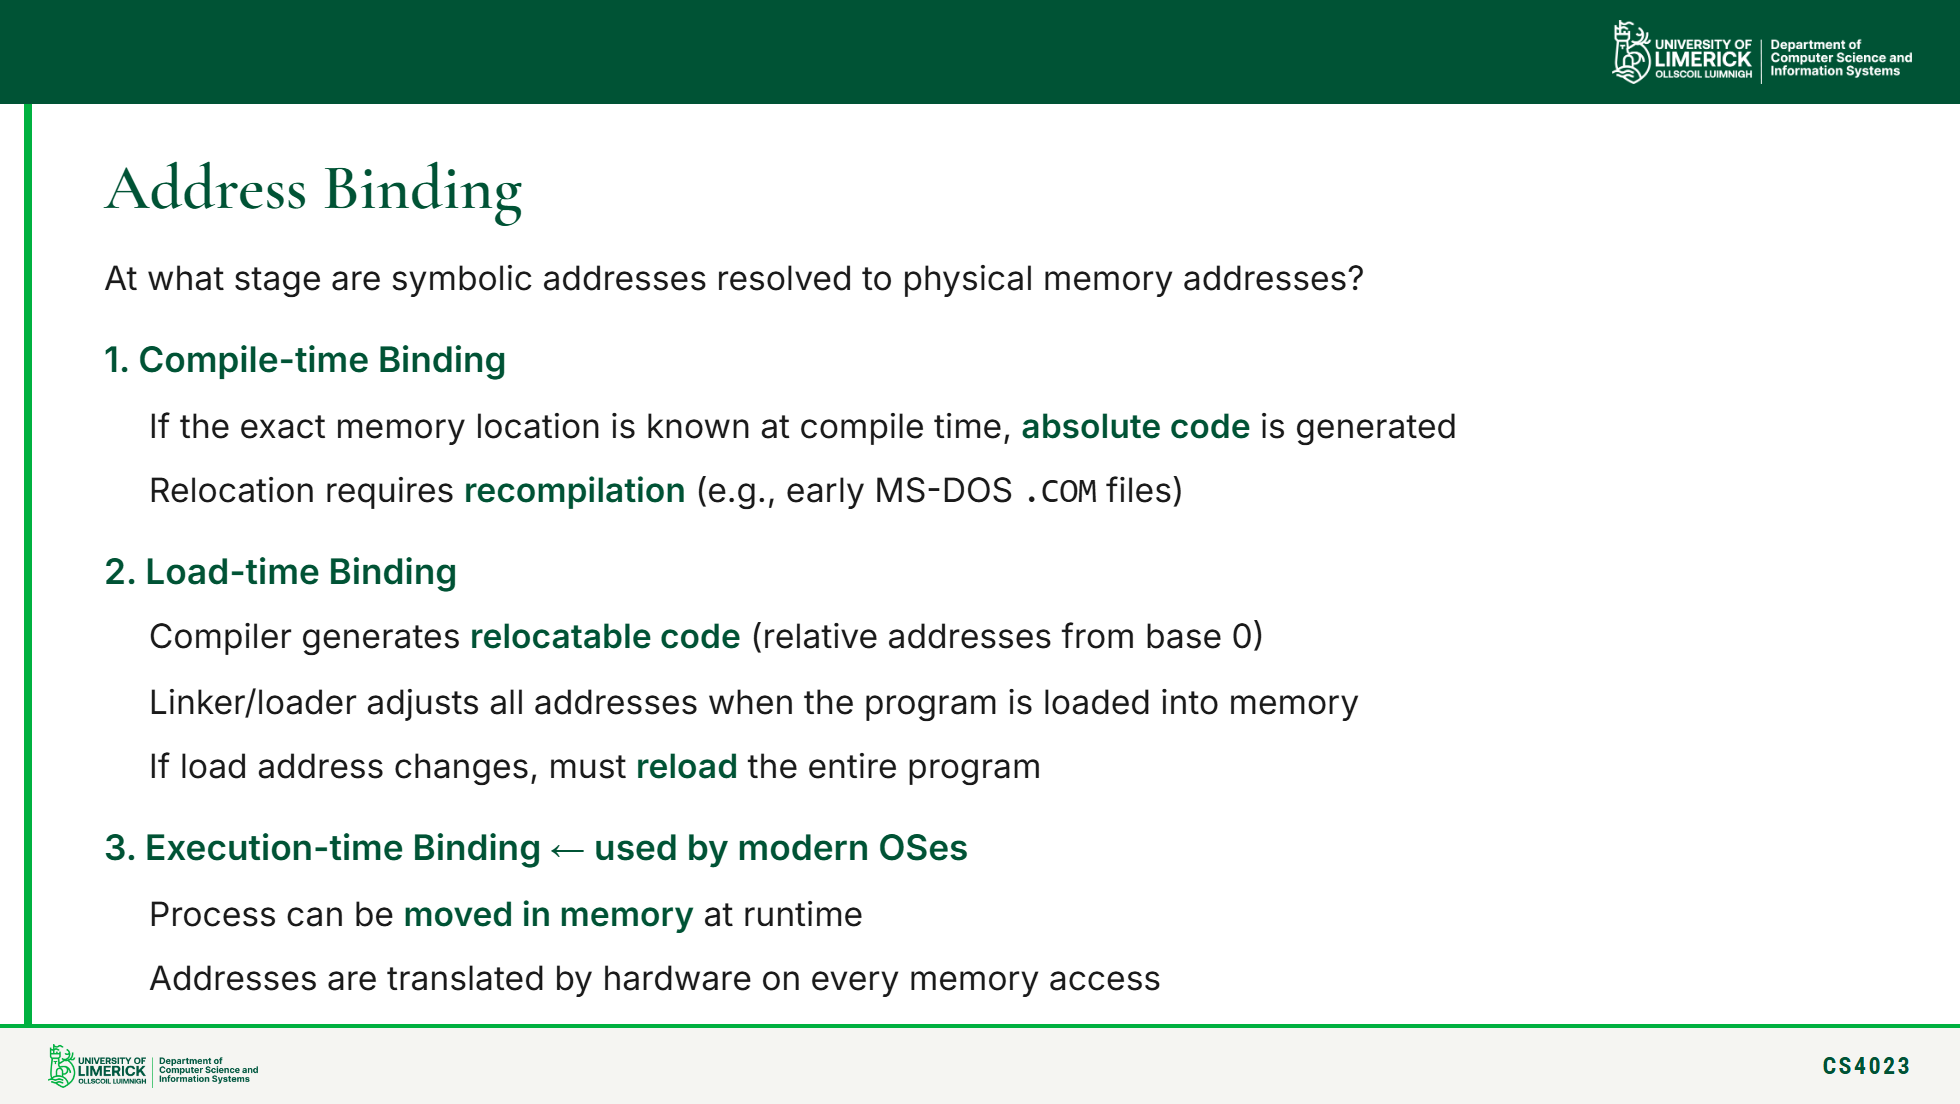 UNIVERSITY OF
LIMERICK
OLLSCOIL LUIMNIGH
Department of
Computer Science and
Information Systems
Address Binding
At what stage are symbolic addresses resolved to physical memory addresses?
1. Compile-time Binding
If the exact memory location is known at compile time, absolute code is generated
Relocation requires recompilation (e.g., early MS-DOS .COM files)
2. Load-time Binding
Compiler generates relocatable code (relative addresses from base 0)
Linker/loader adjusts all addresses when the program is loaded into memory
If load address changes, must reload the entire program
3. Execution-time Binding ← used by modern OSes
Process can be moved in memory at runtime
Addresses are translated by hardware on every memory access
UNIVERSITY OF
LIMERICK
OLLSCOIL LUIMNIGH
Department of
Computer Science and
Information Systems
CS4023